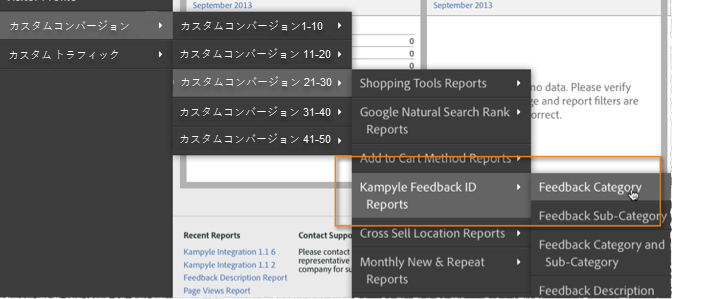 September 2013
September 2013
カスタムコンバージョン
カスタム トラフィック
カスタムコンバージョン1-10
カスタムコンバージョン 11-20
カスタムコンバージョン 21-30
カスタムコンバージョン 31-40
カスタムコンバージョン 41-50
0
0
0
no data. Please verify
ge and report filters are
orrect.
Shopping Tools Reports
Google Natural Search Rank
Reports
Add to Cart Method Reports
Kampyle Feedback ID
Reports
Cross Sell Location Reports
Monthly New & Repeat
Reports
Feedback Category
Feedback Sub-Category
Feedback Category and
Sub-Category
Feedback Description
Recent Reports
Kampyle Integration 1.1 6
Kampyle Integration 1.1 2
Feedback Description Report
Page Views Report
Contact Suppo
Please contact
representative
company for su